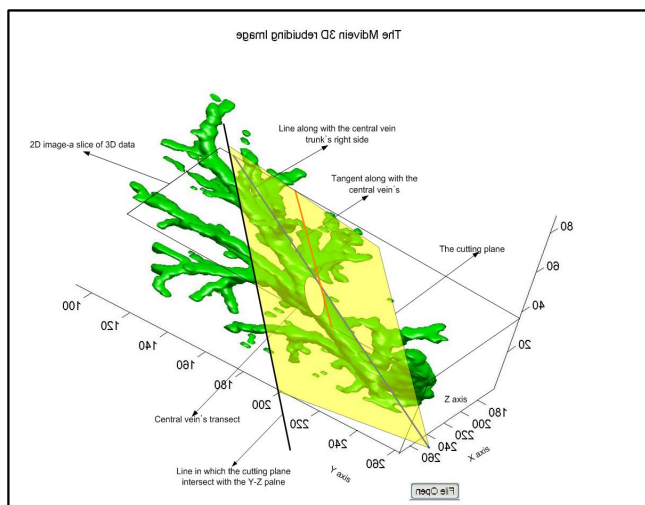 The Mdivein 3D rebuiding Image
Line along with the central vein
trunk's right side
2D image-a slice of 3D data
Tangent along with the
central vein's
The cutting plane
80
60
40
20
100
120
140
160
180
200
220
240
260
Z axis
180
200
220
240
260
X axis
Y axis
Central vein's transect
Line in which the cutting plane
intersect with the Y-Z palne
File Open